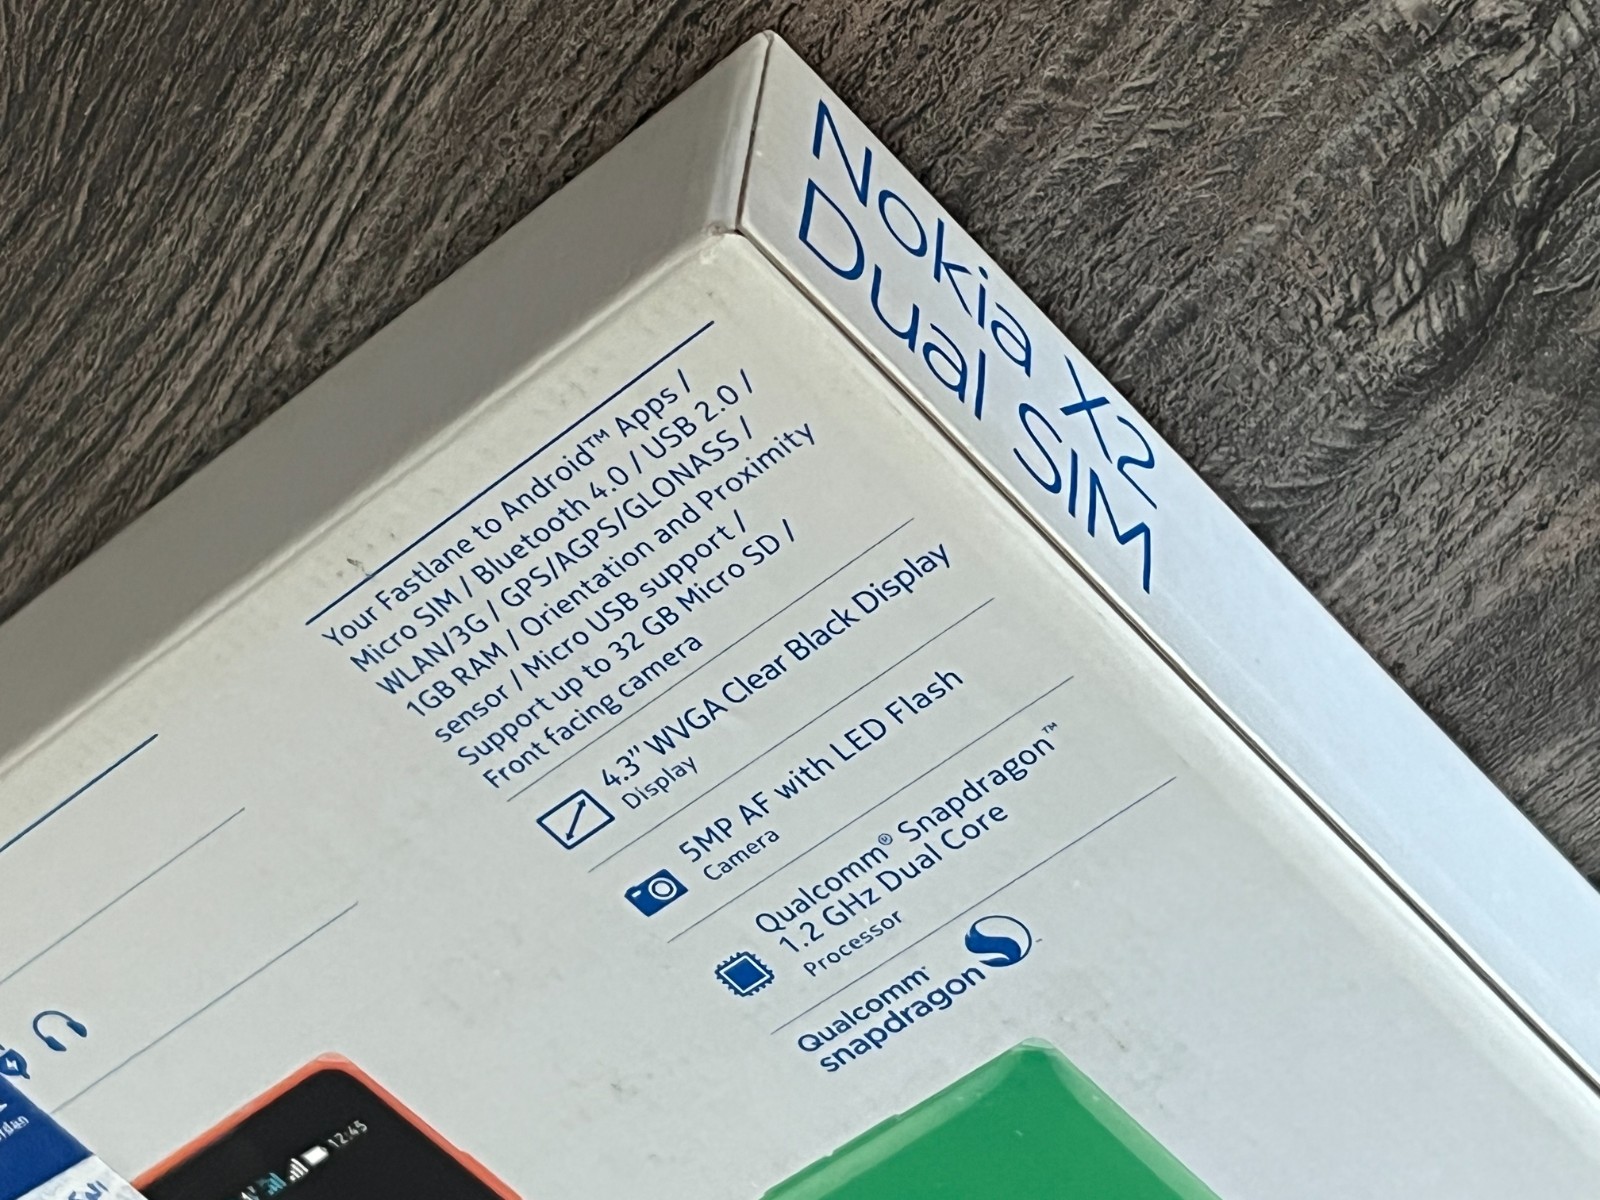 Nokia X2
Dual SIM
Your Fastlane to Android™ Apps /
Micro SIM / Bluetooth 4.0 / USB 2.0 /
WLAN/3G / GPS/AGPS/GLONASS /
1GB RAM / Orientation and Proximity
sensor / Micro USB support /
Support up to 32 GB Micro SD /
Front facing camera
4.3” WVGA Clear Black Display
Display
5MP AF with LED Flash
Camera
Qualcomm® Snapdragon™
1.2 GHz Dual Core
Processor
Qualcomm
snapdragon
12:45